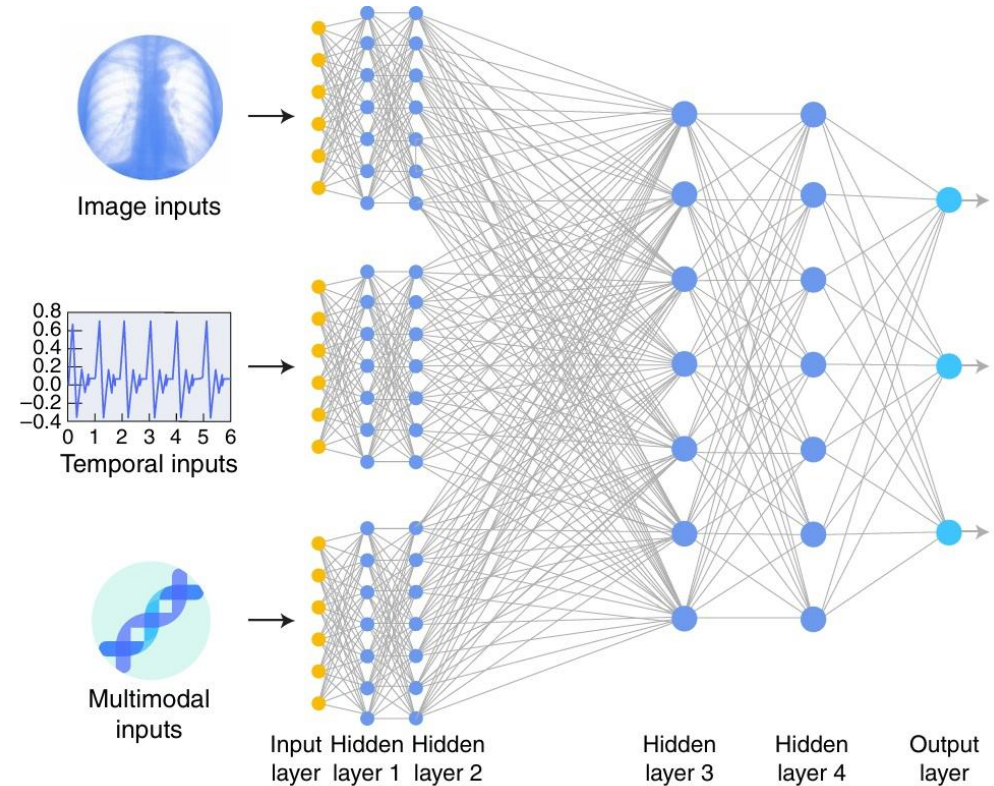 Image inputs
0.8
0.6
0.4
0.2
0.0
−0.2
−0.4
0 1 2 3 4 5 6
Temporal inputs
Multimodal
inputs
Input Hidden Hidden Hidden Hidden Output
layer layer 1 layer 2 layer 3 layer 4 layer